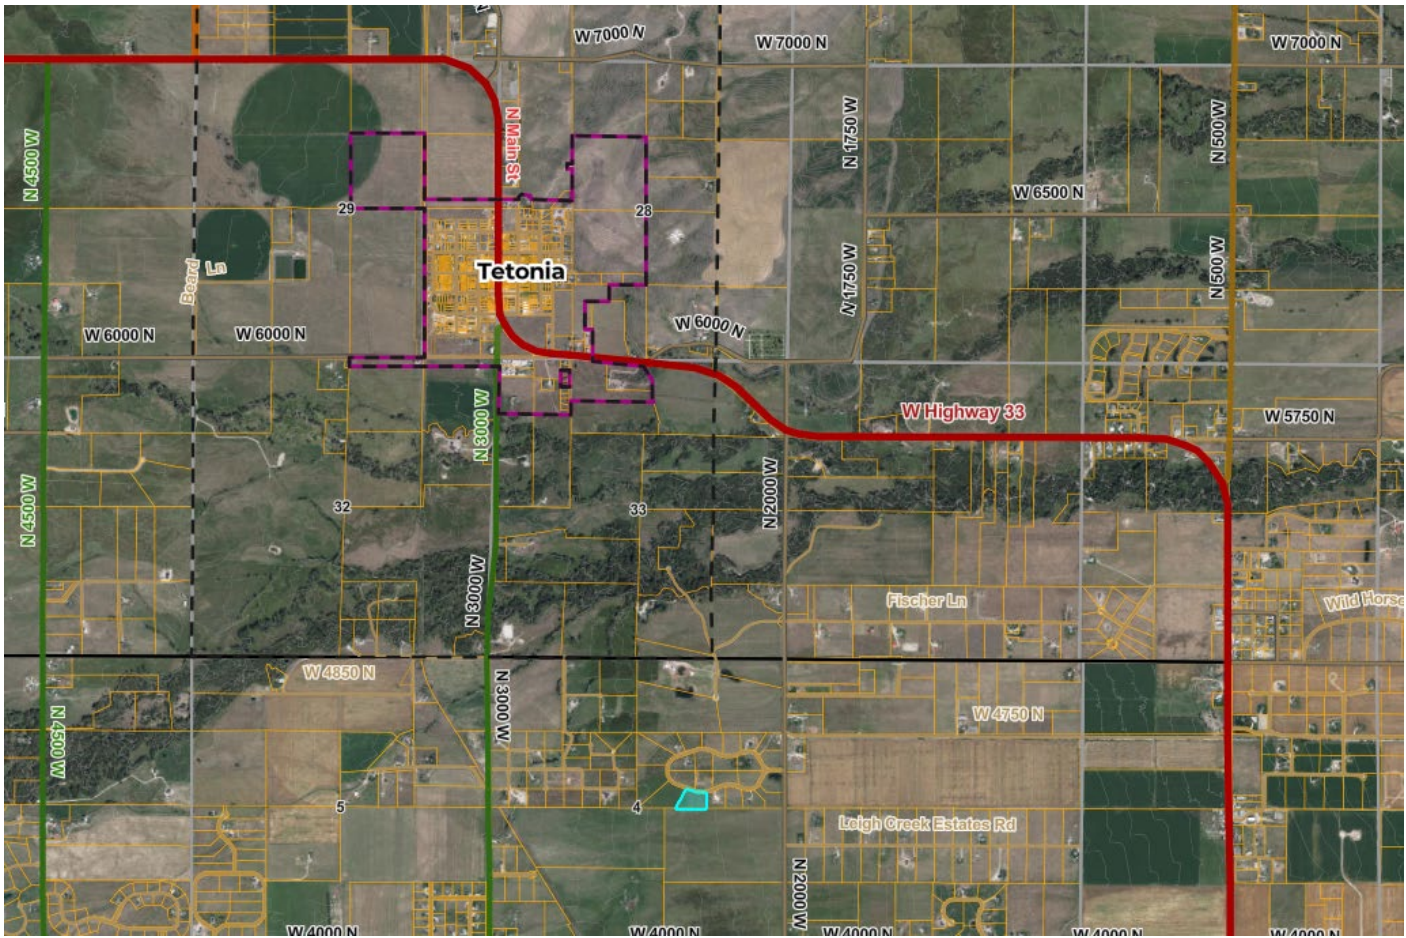 W 7000 N
W 7000 N
W 7000 N
N 4500 W
N Main St
N 1750 W
N 500 W
W 6500 N
29
28
Beard Ln
Tetonia
N 1750 W
N 500 W
W 6000 N
W 6000 N
W 6000 N
N 3000 W
W Highway 33
W 5750 N
N 4500 W
32
33
N 2000 W
N 3000 W
Fischer Ln
Wild Horse
W 4850 N
N 3000 W
N 4500 W
W 4750 N
5
4
Leigh Creek Estates Rd
N 2000 W
W 4000 N
W 4000 N
W 4000 N
W 4000 N
W 4000 N